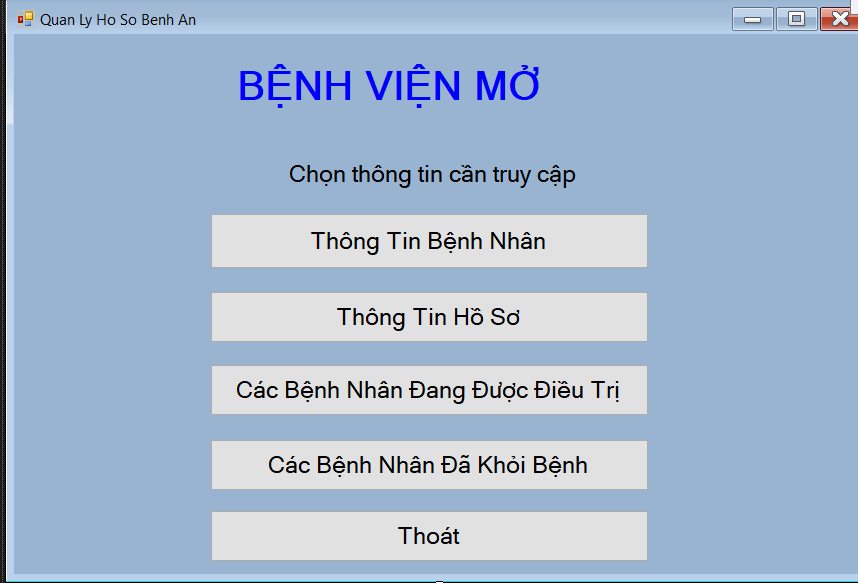 Quan Ly Ho So Benh An
BỆNH VIỆN MỞ
Chọn thông tin cần truy cập
Thông Tin Bệnh Nhân
Thông Tin Hồ Sơ
Các Bệnh Nhân Đang Được Điều Trị
Các Bệnh Nhân Đã Khỏi Bệnh
Thoát